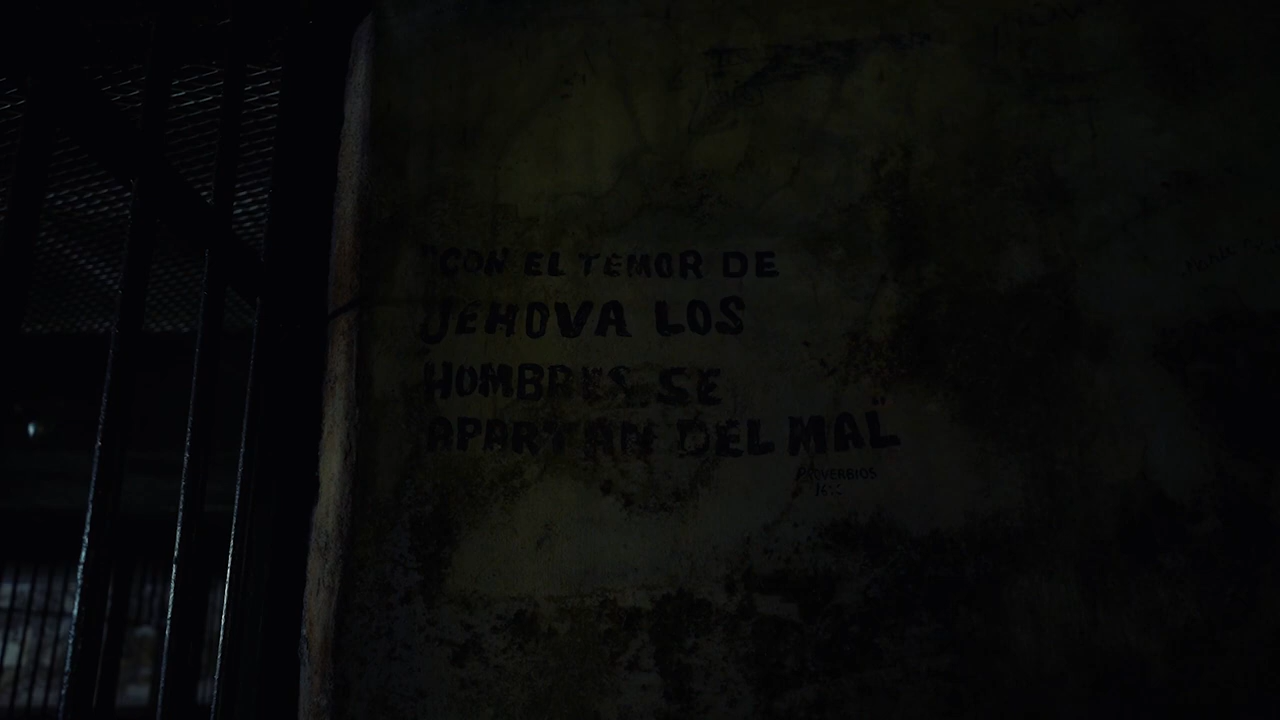 "CON EL TEMOR DE
JEHOVA LOS
HOMBRES SE
APARTAN DEL MAL"
PROVERBIOS